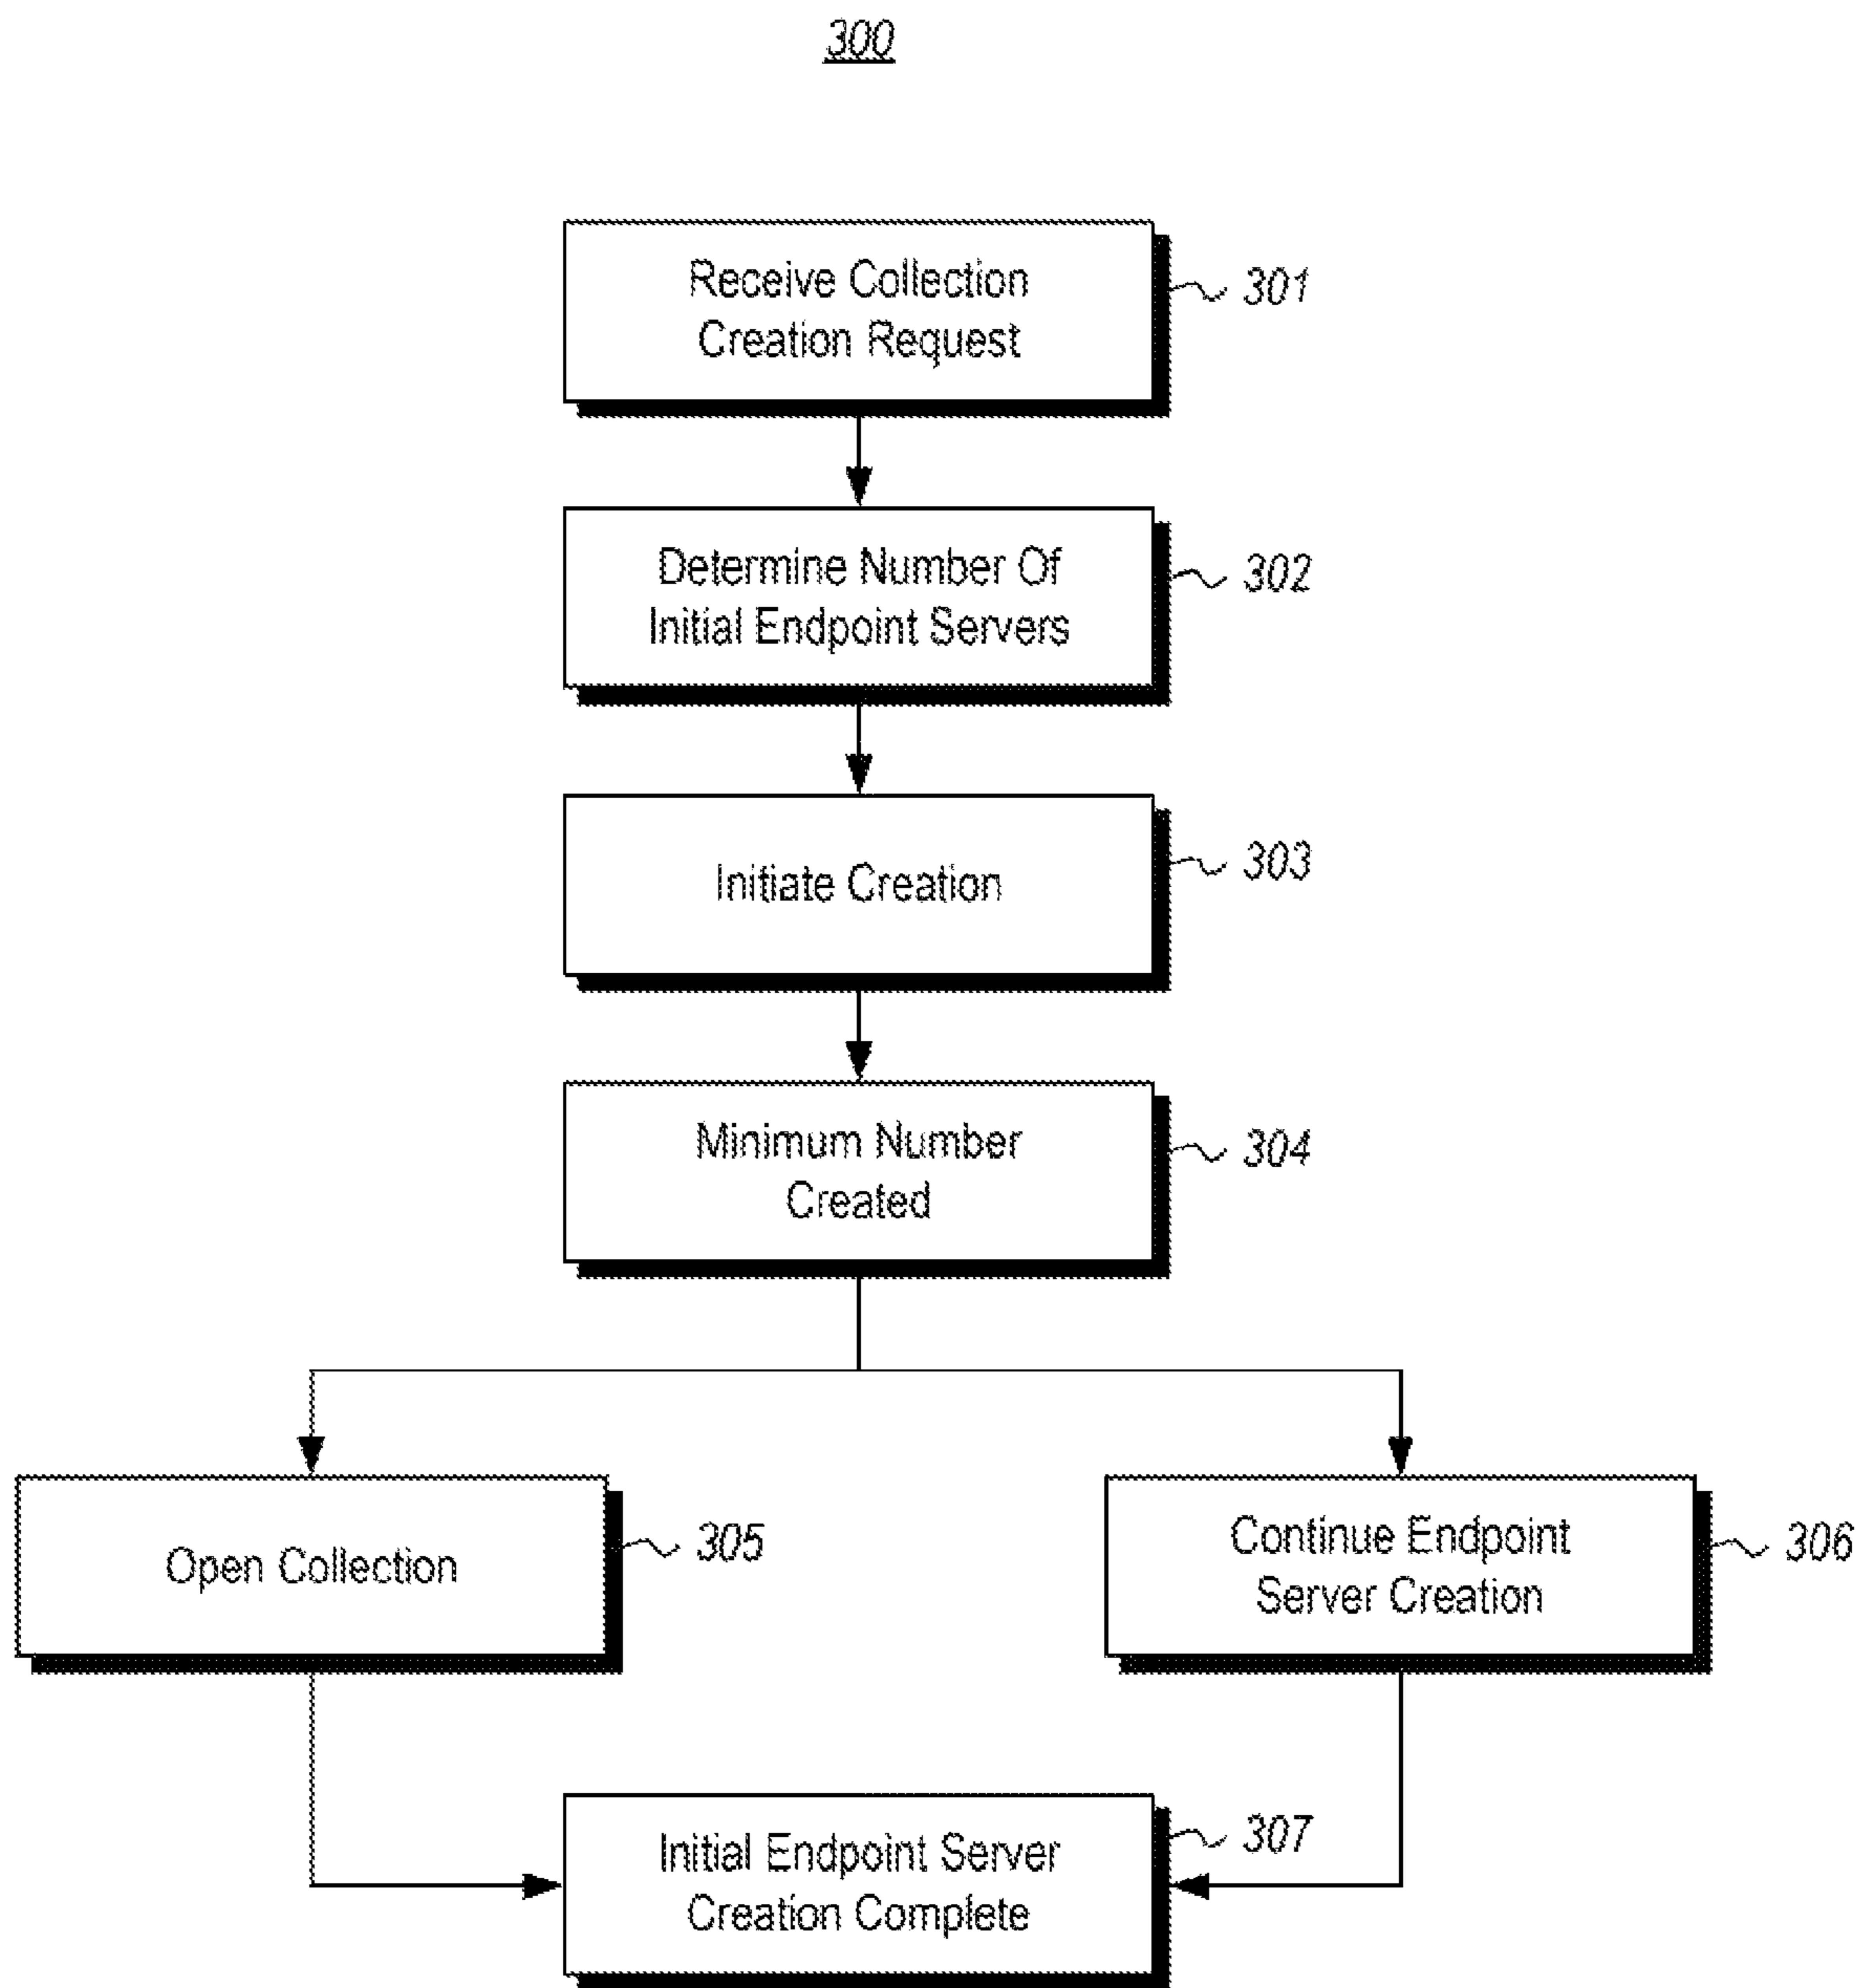 300
Receive Collection
Creation Request
301
Determine Number Of
Initial Endpoint Servers
302
Initiate Creation
303
Minimum Number
Created
304
Open Collection
305
Continue Endpoint
Server Creation
306
Initial Endpoint Server
Creation Complete
307